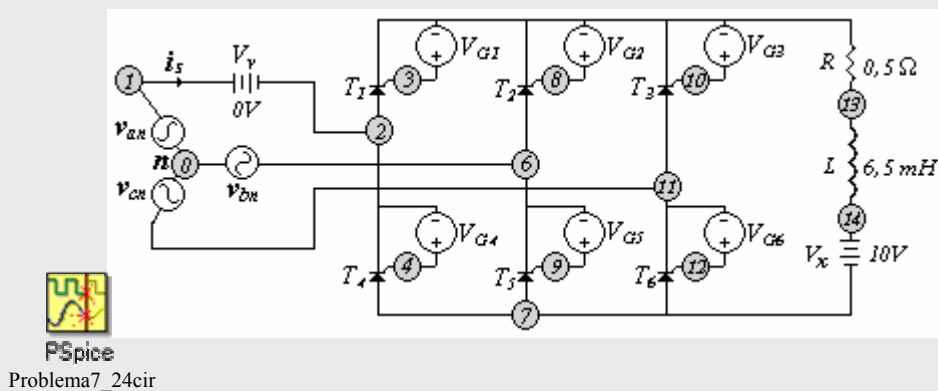 1
i_s
V_y
0V
v_an
n
0
v_bn
v_cn
2
6
11
T_1
3
V_G1
T_2
8
V_G2
T_3
10
V_G3
T_4
4
V_G4
T_5
9
V_G5
T_6
12
V_G6
7
R
0,5 Ω
13
L
6,5 mH
14
V_x
10V
PSpice
Problema7_24cir